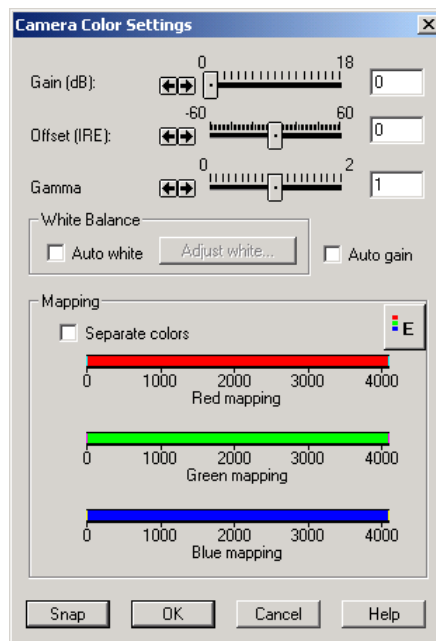 Camera Color Settings
0 18
Gain (dB): 0
-60 60
Offset (IRE): 0
0 2
Gamma 1
White Balance
Auto white Adjust white... Auto gain
Mapping
E
Separate colors
0 1000 2000 3000 4000
Red mapping
0 1000 2000 3000 4000
Green mapping
0 1000 2000 3000 4000
Blue mapping
Snap OK Cancel Help